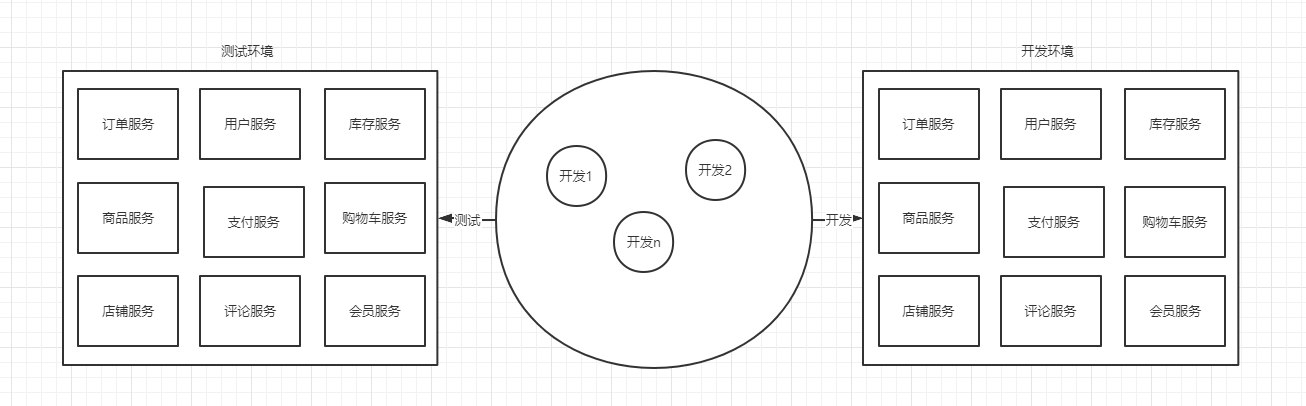 测试环境
订单服务
用户服务
库存服务
商品服务
支付服务
购物车服务
店铺服务
评论服务
会员服务
测试
开发1
开发2
开发n
开发
开发环境
订单服务
用户服务
库存服务
商品服务
支付服务
购物车服务
店铺服务
评论服务
会员服务